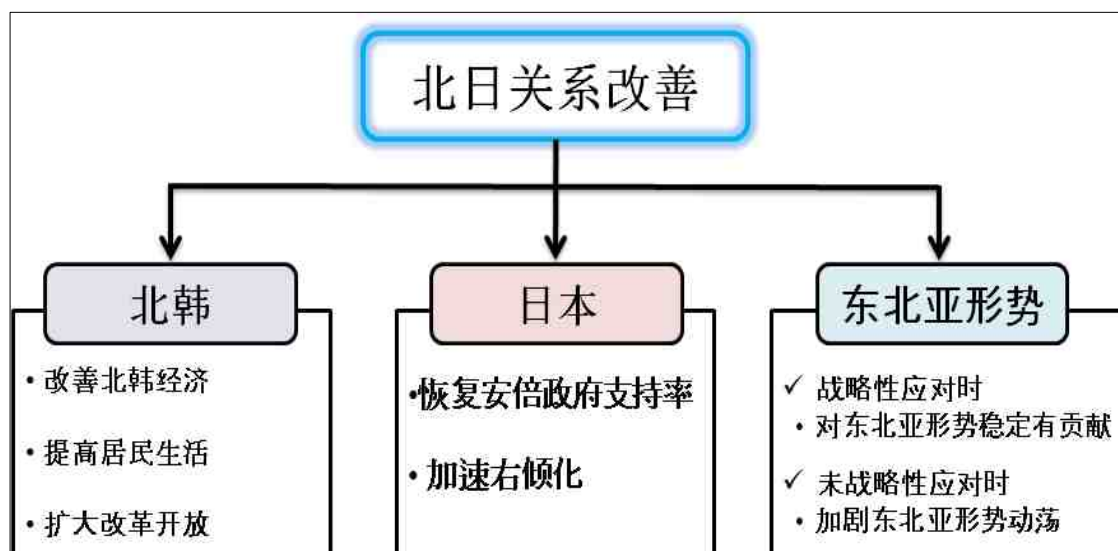 北日关系改善
北韩
• 改善北韩经济
• 提高居民生活
• 扩大改革开放
日本
•恢复安倍政府支持率
• 加速右倾化
东北亚形势
✓ 战略性应对时
• 对东北亚形势稳定有贡献
✓ 未战略性应对时
• 加剧东北亚形势动荡